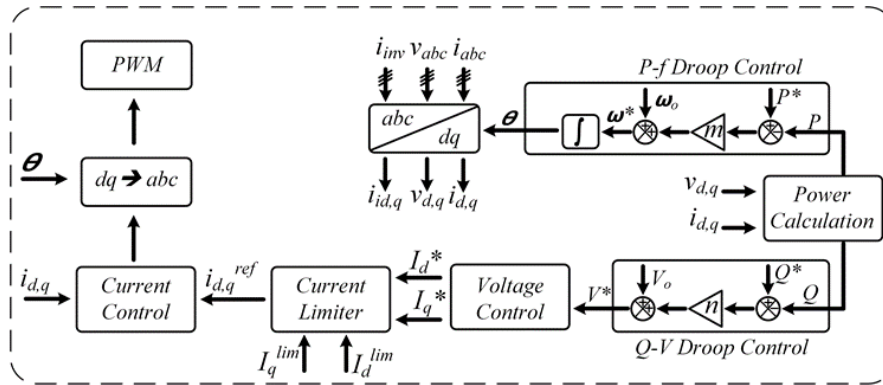 PWM
i_inv v_abc i_abc
P-f Droop Control
abc
dq
θ
ω*
ω_o
m
P*
P
∫
θ
dq → abc
i_id,q v_d,q i_d,q
v_d,q
i_d,q
Power
Calculation
i_d,q
Current
Control
i_d,q^ref
Current
Limiter
I_d*
I_q*
Voltage
Control
V*
V_o
n
Q*
Q
Q-V Droop Control
I_q^lim
I_d^lim